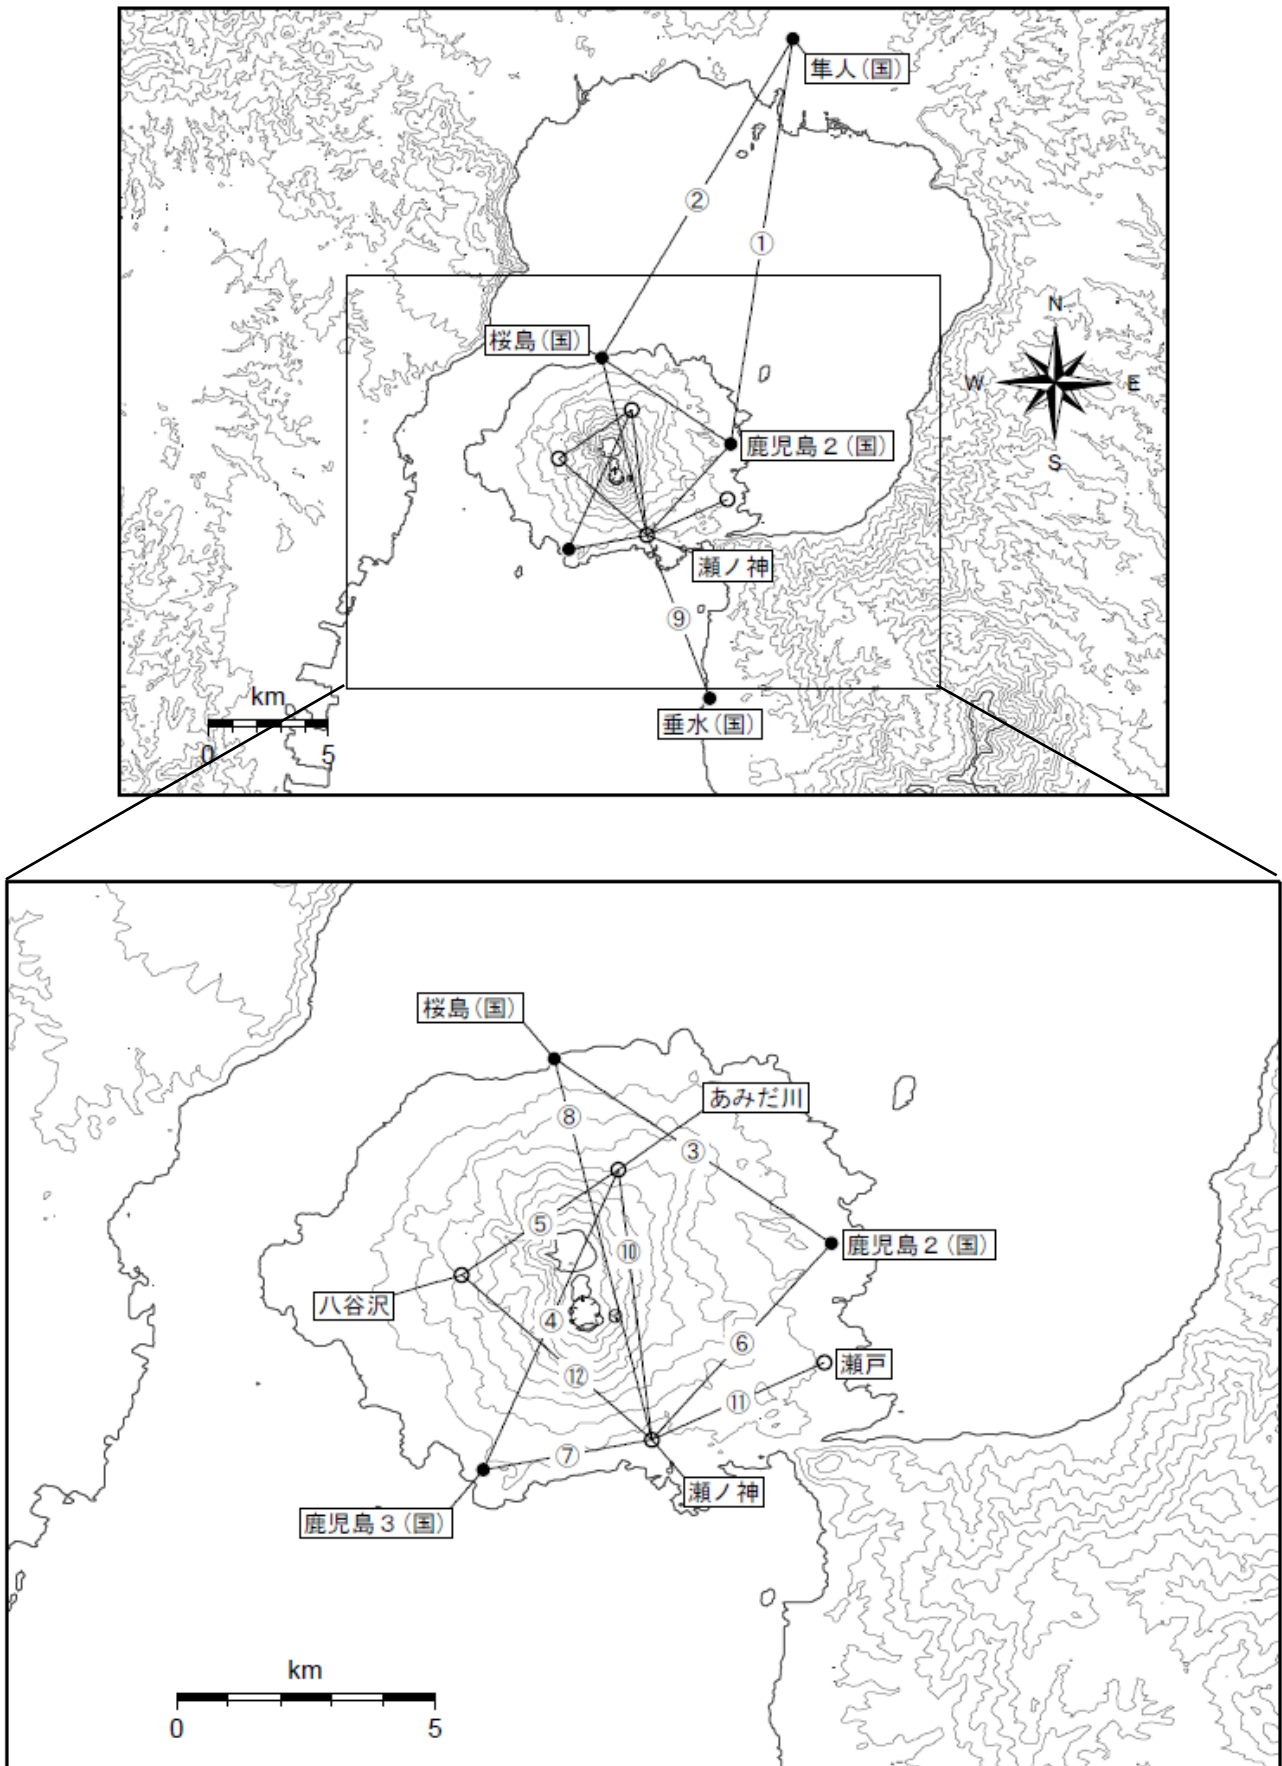 隼人(国)
②
①
N
桜島(国)
W
E
鹿児島2(国)
S
瀬ノ神
⑨
km
0
5
垂水(国)
桜島(国)
あみだ川
⑧
③
⑤
⑩
鹿児島2(国)
八谷沢
④
⑥
瀬戸
⑫
⑪
⑦
瀬ノ神
鹿児島3(国)
km
0
5